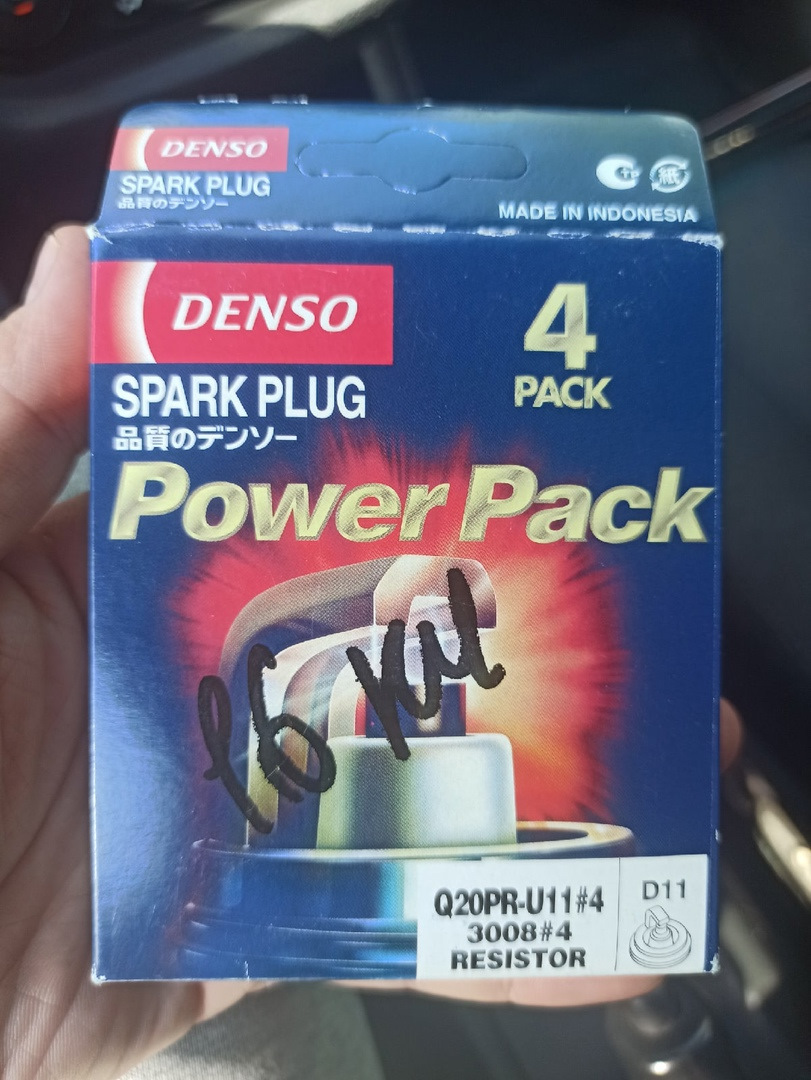 DENSO
SPARK PLUG
品質のデンソー
紙
MADE IN INDONESIA
DENSO
4
PACK
SPARK PLUG
品質のデンソー
Power Pack
Q20PR-U11#4
3008#4
RESISTOR
D11